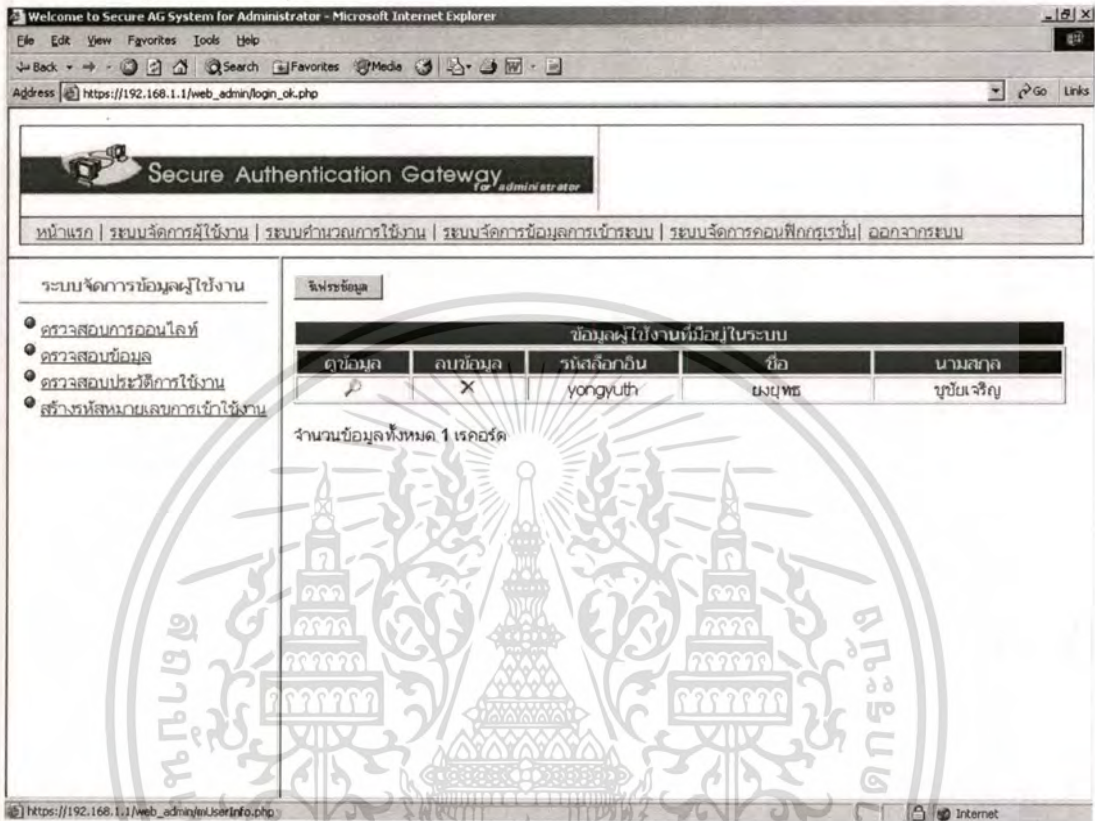 Welcome to Secure AG System for Administrator - Microsoft Internet Explorer
File Edit View Favorites Tools Help
Back Search Favorites Media
Address https://192.168.1.1/web_admin/login_ok.php Go Links
Secure Authentication Gateway
for administrator
หน้าแรก | ระบบจัดการผู้ใช้งาน | ระบบคำนวณการใช้งาน | ระบบจัดการข้อมูลการเข้าระบบ | ระบบจัดการคอนฟิกกูเรชั่น | ออกจากระบบ
ระบบจัดการข้อมูลผู้ใช้งาน
ตรวจสอบการออนไลท์
ตรวจสอบข้อมูล
ตรวจสอบประวัติการใช้งาน
สร้างรหัสหมายเลขการเข้าใช้งาน
รีเฟรชข้อมูล
ข้อมูลผู้ใช้งานที่มีอยู่ในระบบ
ดูข้อมูล ลบข้อมูล รหัสล็อกอิน ชื่อ นามสกุล
yongyuth ยงยุทธ บุชัยเจริญ
จำนวนข้อมูลทั้งหมด 1 เรคอร์ด
https://192.168.1.1/web_admin/mUserInfo.php Internet